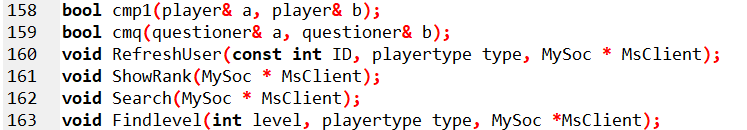 158 bool cmp1(player& a, player& b);
159 bool cmq(questioner& a, questioner& b);
160 void RefreshUser(const int ID, playertype type, MySoc * MsClient);
161 void ShowRank(MySoc * MsClient);
162 void Search(MySoc * MsClient);
163 void Findlevel(int level, playertype type, MySoc *MsClient);